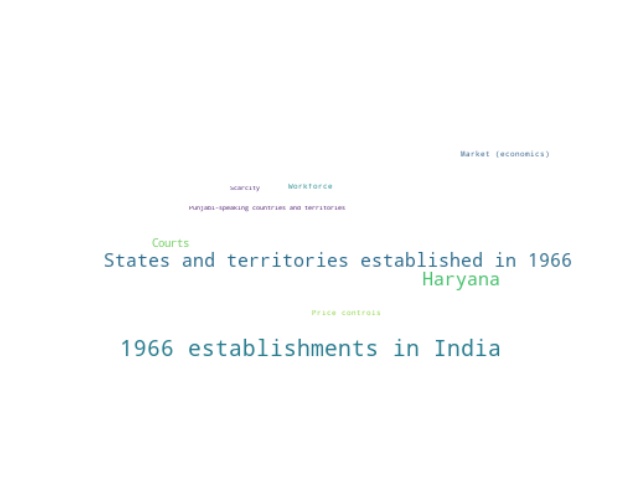 Market (economics)
Scarcity
Workforce
Punjabi-speaking countries and territories
Courts
States and territories established in 1966
Haryana
Price controls
1966 establishments in India